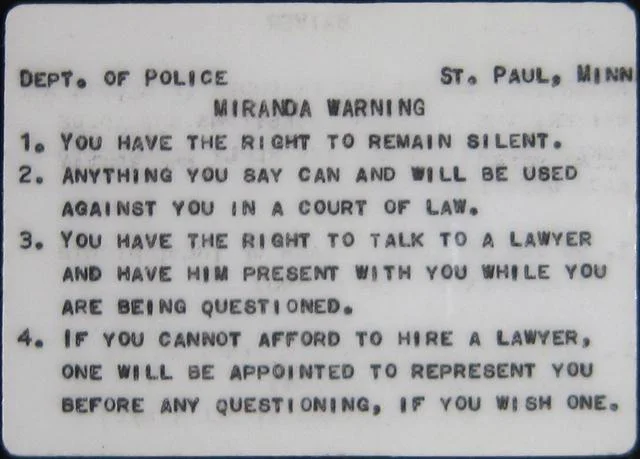 DEPT. OF POLICE ST. PAUL, MINN
MIRANDA WARNING
1. YOU HAVE THE RIGHT TO REMAIN SILENT.
2. ANYTHING YOU SAY CAN AND WILL BE USED
AGAINST YOU IN A COURT OF LAW.
3. YOU HAVE THE RIGHT TO TALK TO A LAWYER
AND HAVE HIM PRESENT WITH YOU WHILE YOU
ARE BEING QUESTIONED.
4. IF YOU CANNOT AFFORD TO HIRE A LAWYER,
ONE WILL BE APPOINTED TO REPRESENT YOU
BEFORE ANY QUESTIONING, IF YOU WISH ONE.